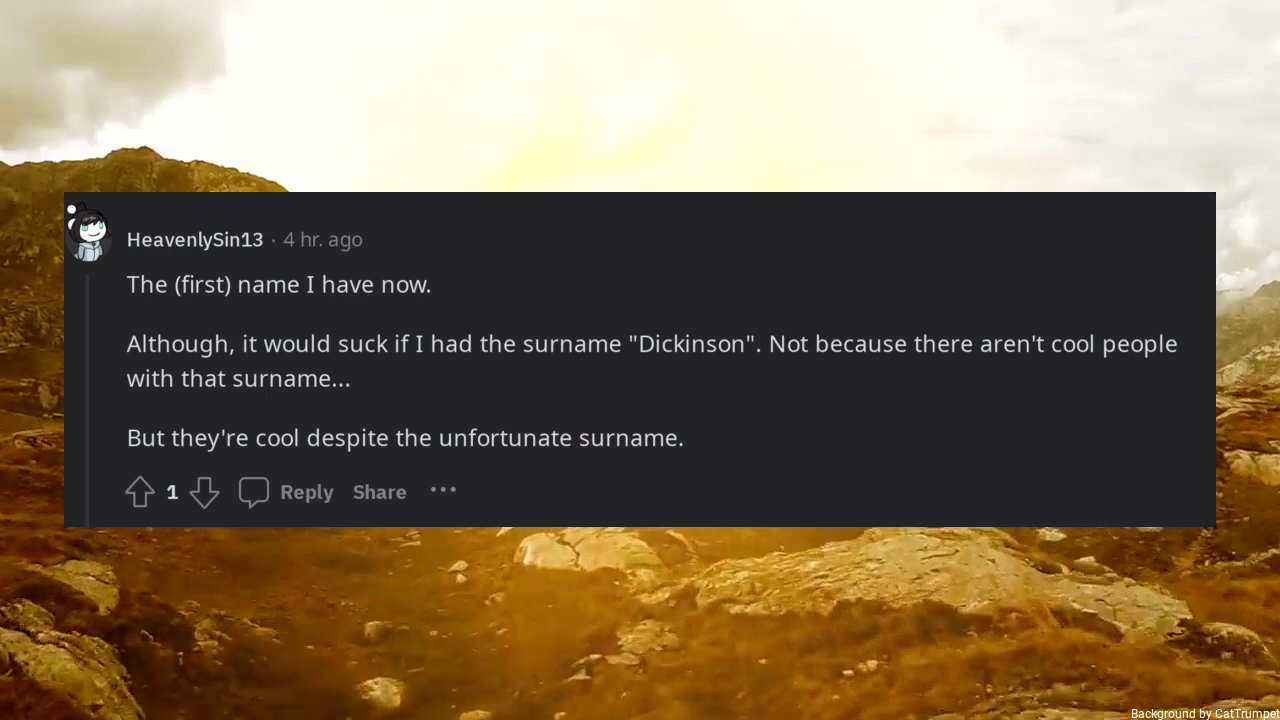 HeavenlySin13 · 4 hr. ago
The (first) name I have now.
Although, it would suck if I had the surname "Dickinson". Not because there aren't cool people
with that surname...
But they're cool despite the unfortunate surname.
1 Reply Share ...
Background by CatTrumpet